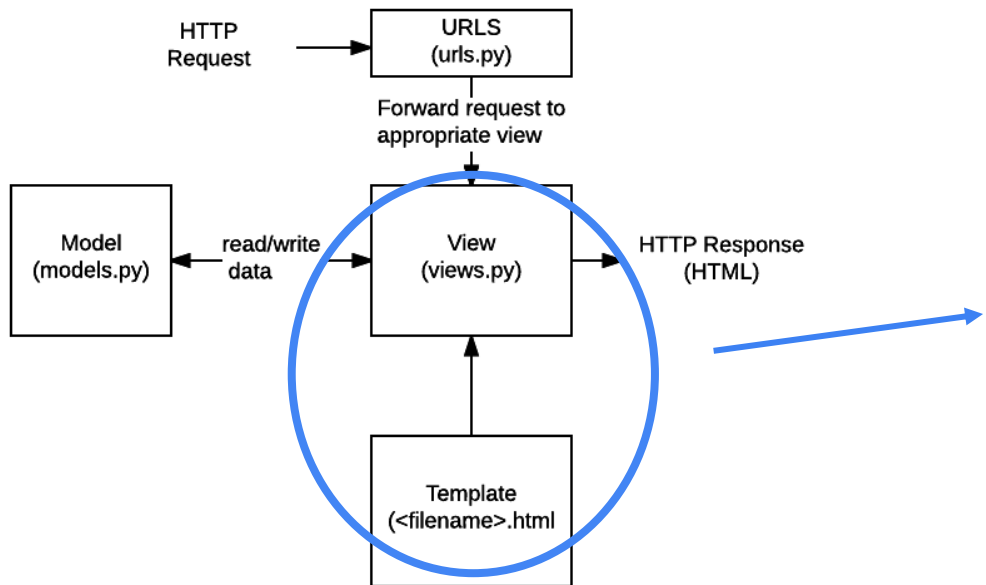 HTTP
Request
URLS
(urls.py)
Forward request to
appropriate view
Model
(models.py)
read/write
data
View
(views.py)
HTTP Response
(HTML)
Template
(<filename>.html